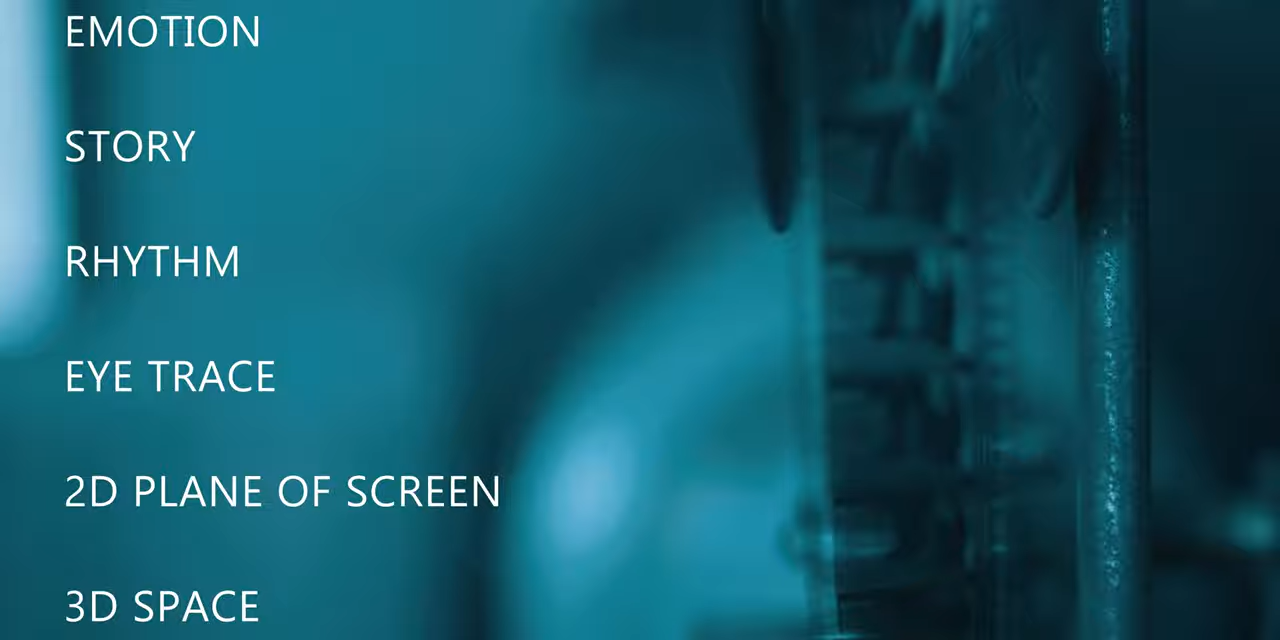 EMOTION
STORY
RHYTHM
EYE TRACE
2D PLANE OF SCREEN
3D SPACE